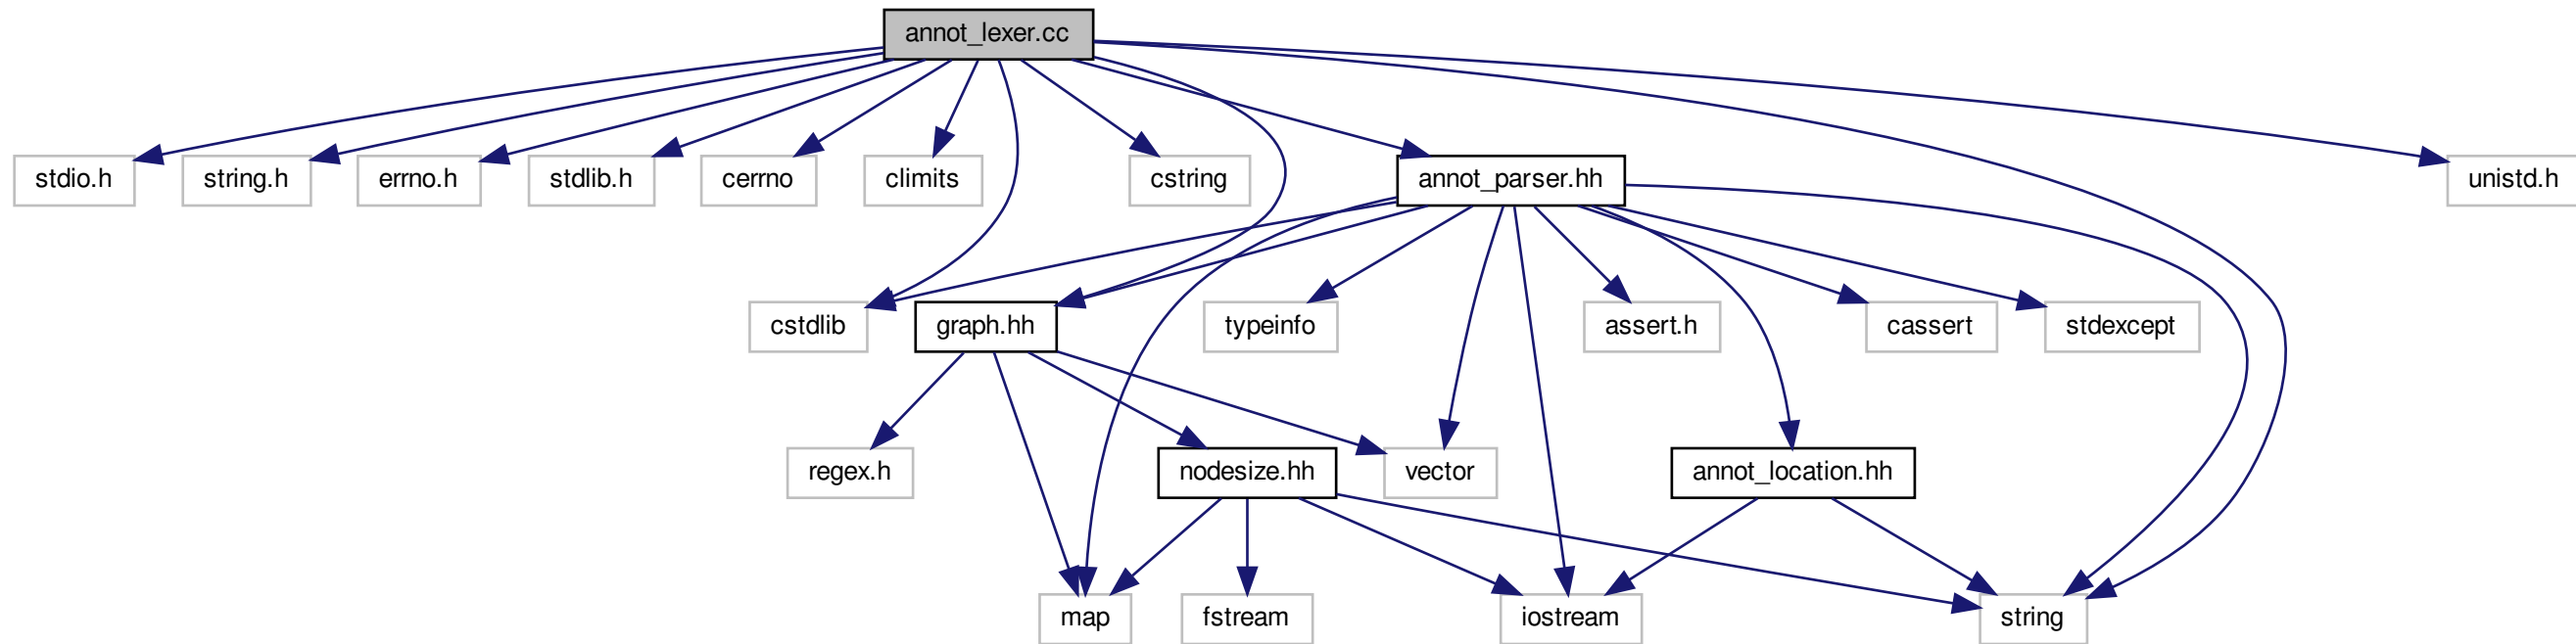 annot_lexer.cc
stdio.h
string.h
errno.h
stdlib.h
cerrno
climits
cstring
annot_parser.hh
unistd.h
cstdlib
graph.hh
typeinfo
assert.h
cassert
stdexcept
regex.h
nodesize.hh
vector
annot_location.hh
map
fstream
iostream
string